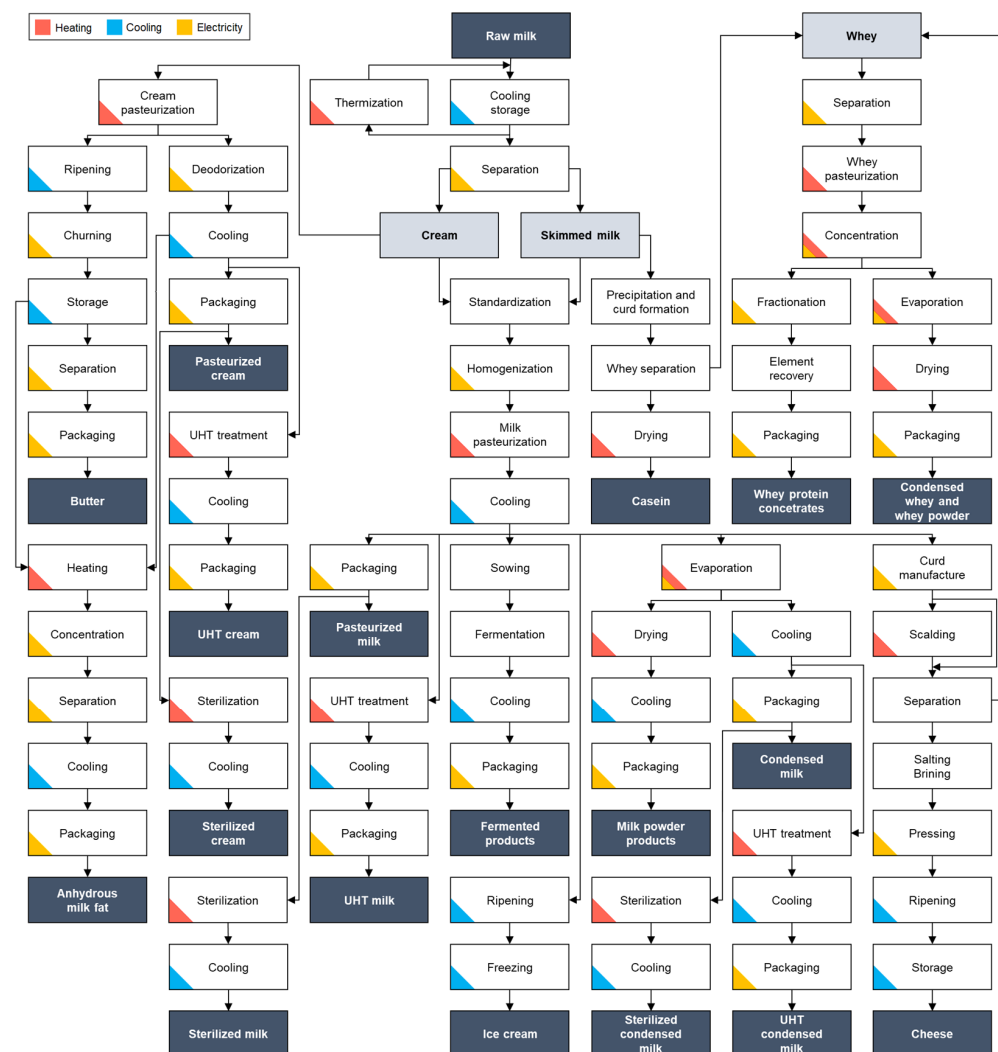 Heating
Cooling
Electricity
Raw milk
Whey
Cream
pasteurization
Thermization
Cooling
storage
Separation
Ripening
Deodorization
Separation
Whey
pasteurization
Churning
Cooling
Cream
Skimmed milk
Concentration
Storage
Packaging
Standardization
Precipitation and
curd formation
Fractionation
Evaporation
Separation
Pasteurized
cream
Homogenization
Whey separation
Element
recovery
Drying
Packaging
UHT treatment
Milk
pasteurization
Drying
Packaging
Packaging
Butter
Cooling
Cooling
Casein
Whey protein
concetrates
Condensed
whey and
whey powder
Heating
Packaging
Packaging
Sowing
Evaporation
Curd
manufacture
Concentration
UHT cream
Pasteurized
milk
Fermentation
Drying
Cooling
Scalding
Separation
Sterilization
UHT treatment
Cooling
Cooling
Packaging
Separation
Cooling
Cooling
Cooling
Packaging
Packaging
Condensed
milk
Salting
Brining
Packaging
Sterilized
cream
Packaging
Fermented
products
Milk powder
products
UHT treatment
Pressing
Anhydrous
milk fat
Sterilization
UHT milk
Ripening
Sterilization
Cooling
Ripening
Cooling
Freezing
Cooling
Packaging
Storage
Sterilized milk
Ice cream
Sterilized
condensed
milk
UHT
condensed
milk
Cheese